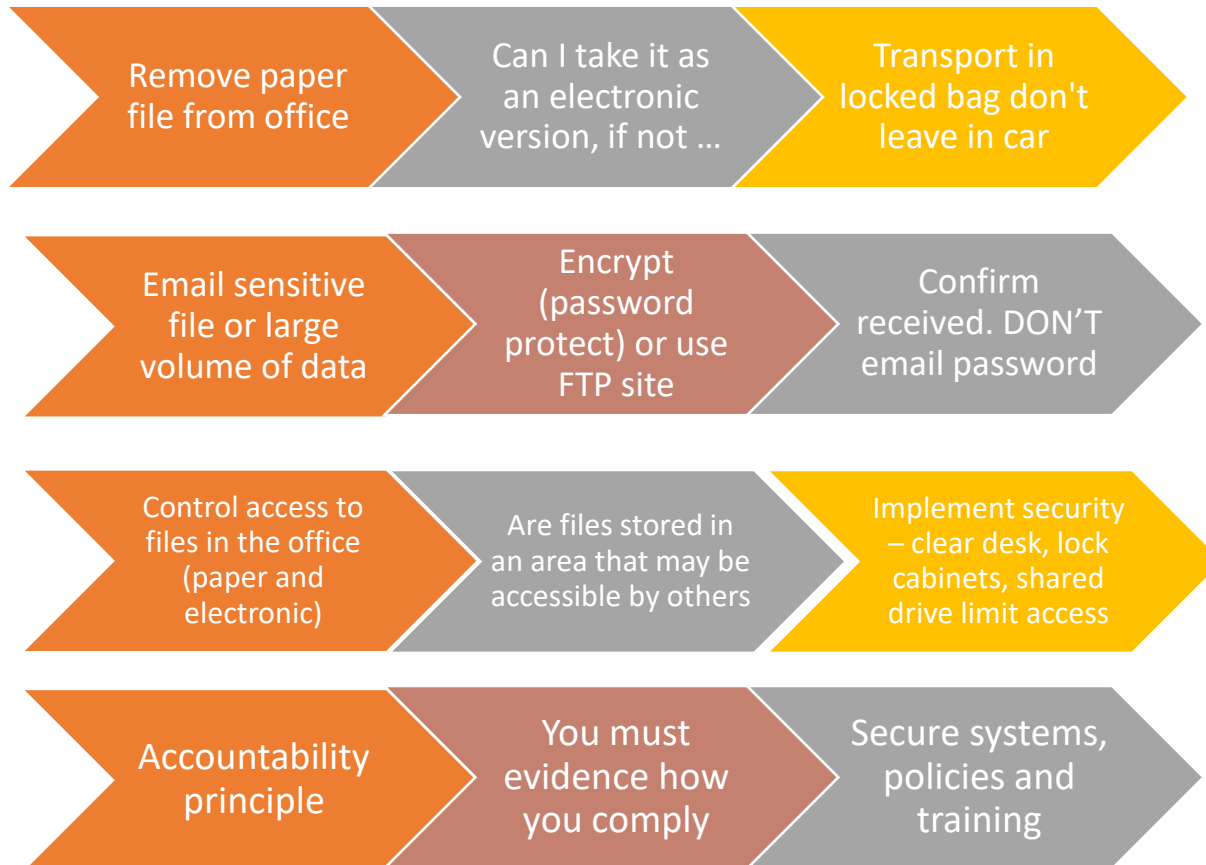 Remove paper
file from office
Can I take it as
an electronic
version, if not …
Transport in
locked bag don't
leave in car
Email sensitive
file or large
volume of data
Encrypt
(password
protect) or use
FTP site
Confirm
received. DON’T
email password
Control access to
files in the office
(paper and
electronic)
Are files stored in
an area that may be
accessible by others
Implement security
– clear desk, lock
cabinets, shared
drive limit access
Accountability
principle
You must
evidence how
you comply
Secure systems,
policies and
training